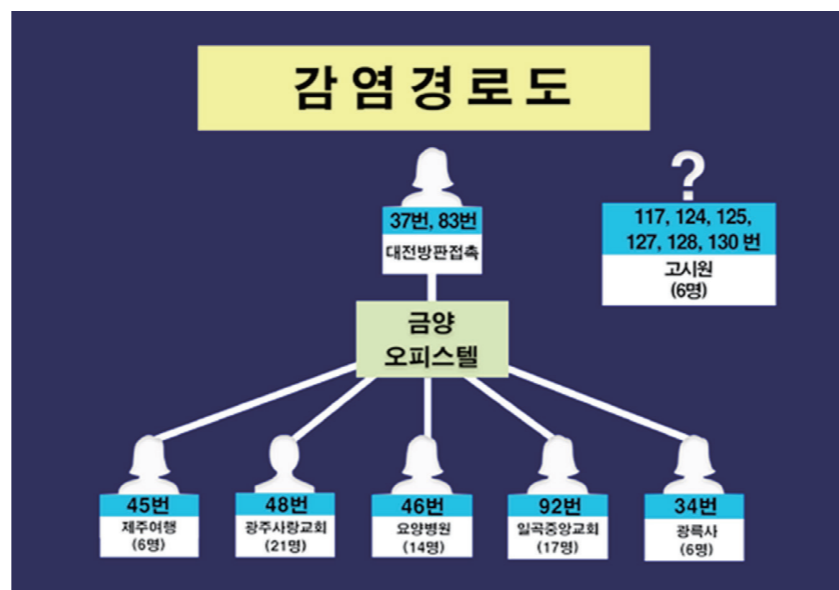 감염경로도
37번, 83번
대전방판접촉
?
117, 124, 125,
127, 128, 130 번
고시원
(6명)
금양
오피스텔
45번
제주여행
(6명)
48번
광주사랑교회
(21명)
46번
요양병원
(14명)
92번
일곡중앙교회
(17명)
34번
광륵사
(6명)